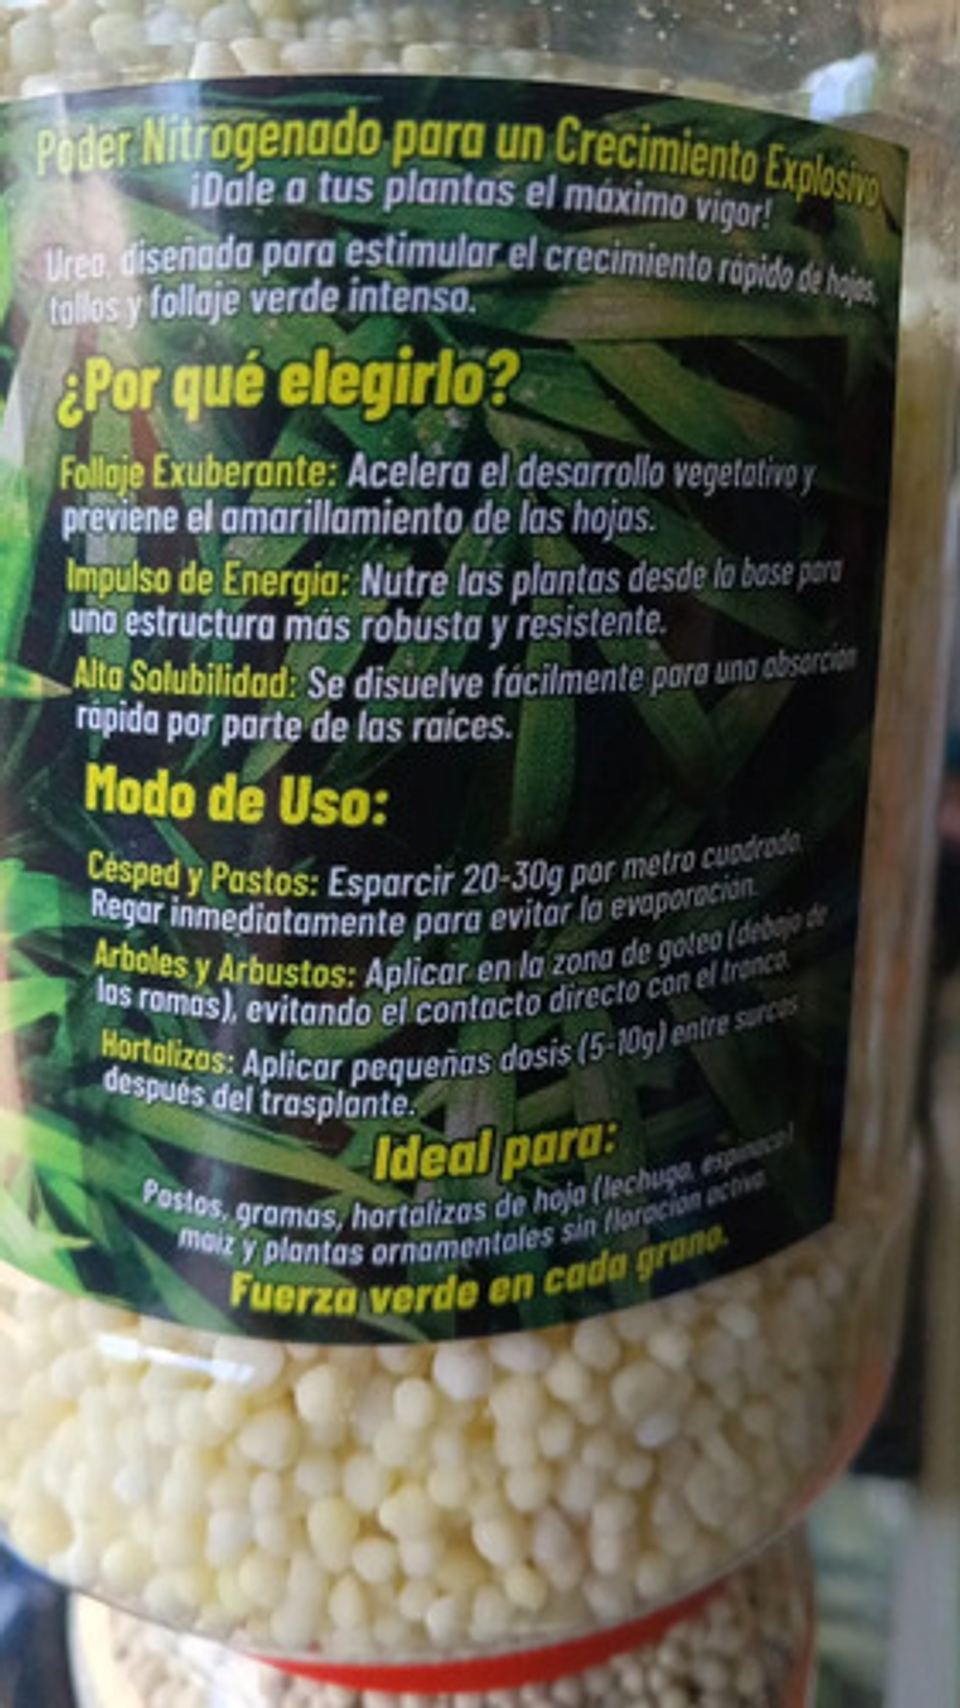 Poder Nitrogenado para un Crecimiento Explosivo
¡Dale a tus plantas el máximo vigor!
Urea diseñada para estimular el crecimiento rápido de hojas,
tallos y follaje verde intenso.
¿Por qué elegirlo?
Follaje Exuberante: Acelera el desarrollo vegetativo y
previene el amarillamiento de las hojas.
Impulso de Energía: Nutre las plantas desde la base para
una estructura más robusta y resistente.
Alta Solubilidad: Se disuelve fácilmente para una absorción
rápida por parte de las raíces.
Modo de Uso:
Césped y Pastos: Esparcir 20-30g por metro cuadrado.
Regar inmediatamente para evitar la evaporación.
Arboles y Arbustos: Aplicar en la zona de goteo (debajo de
las ramas), evitando el contacto directo con el tronco.
Hortalizas: Aplicar pequeñas dosis (5-10g) entre surcos
después del trasplante.
Ideal para:
Pastos, gramas, hortalizas de hoja (lechuga, espinaca)
maíz y plantas ornamentales sin floración activa.
Fuerza verde en cada grano.